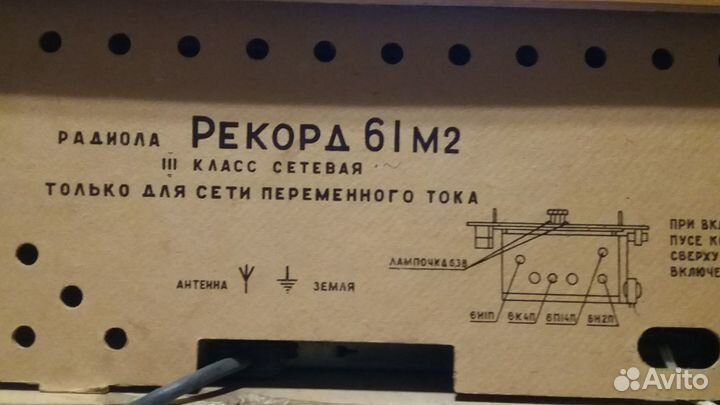 РАДИОЛА РЕКОРД 61М2
III КЛАСС СЕТЕВАЯ ~
ТОЛЬКО ДЛЯ СЕТИ ПЕРЕМЕННОГО ТОКА
ПРИ ВКЛ
ПУСЕ К
СВЕРХУ
ВКЛЮЧЕ
ЛАМПОЧКА 6,3В
АНТЕННА ЗЕМЛЯ
6К4П 6П14П 6Н2П
Avito